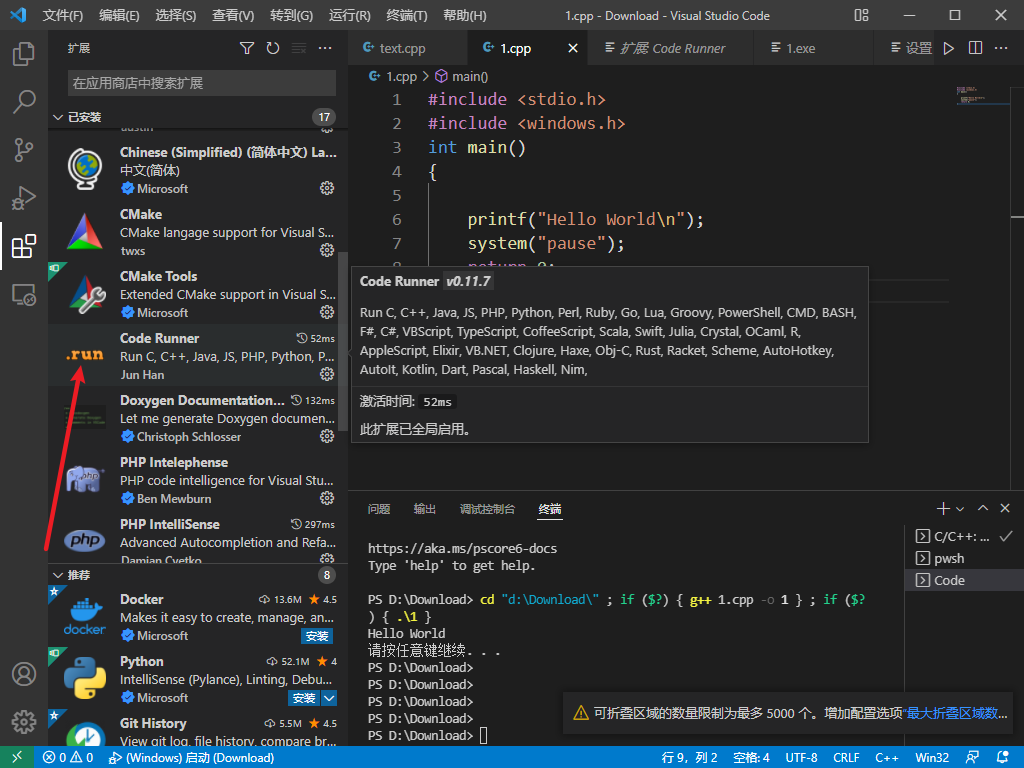 文件(F) 编辑(E) 选择(S) 查看(V) 转到(G) 运行(R) 终端(T) 帮助(H) 1.cpp - Download - Visual Studio Code
扩展
在应用商店中搜索扩展
已安装 17
austin
Chinese (Simplified) (简体中文) La...
中文(简体)
Microsoft
CMake
CMake langage support for Visual S...
twxs
CMake Tools
Extended CMake support in Visual S...
Microsoft
.run
Code Runner 52ms
Run C, C++, Java, JS, PHP, Python, P...
Jun Han
Doxygen Documentation... 132ms
Let me generate Doxygen documen...
Christoph Schlosser
php
PHP Intelephense
PHP code intelligence for Visual Stu...
Ben Mewburn
php
PHP IntelliSense 297ms
Advanced Autocompletion and Refa...
Damjan Cvetko
推荐 8
docker
Docker 13.6M 4.5
Makes it easy to create, manage, an...
Microsoft 安装
Python 52.1M 4
IntelliSense (Pylance), Linting, Debu...
Microsoft 安装
Git History 5.5M 4.5
View git log, file history, compare br...
text.cpp 1.cpp 扩展 Code Runner 1.exe 设置
1.cpp > main()
1 #include <stdio.h>
2 #include <windows.h>
3 int main()
4 {
5
6 printf("Hello World\n");
7 system("pause");
8 return 0;
Code Runner v0.11.7
Run C, C++, Java, JS, PHP, Python, Perl, Ruby, Go, Lua, Groovy, PowerShell, CMD, BASH,
F#, C#, VBScript, TypeScript, CoffeeScript, Scala, Swift, Julia, Crystal, OCaml, R,
AppleScript, Elixir, VB.NET, Clojure, Haxe, Obj-C, Rust, Racket, Scheme, AutoHotkey,
AutoIt, Kotlin, Dart, Pascal, Haskell, Nim,
激活时间: 52ms
此扩展已全局启用。
问题 输出 调试控制台 终端
https://aka.ms/pscore6-docs
Type 'help' to get help.
PS D:\Download> cd "d:\Download\" ; if ($?) { g++ 1.cpp -o 1 } ; if ($?
) { .\1 }
Hello World
请按任意键继续. . .
PS D:\Download>
PS D:\Download>
PS D:\Download>
PS D:\Download>
PS D:\Download>
C/C++: ...
pwsh
Code
可折叠区域的数量限制为最多 5000 个。增加配置选项“最大折叠区域数...
0 0 (Windows) 启动 (Download) 行 9，列 2 空格: 4 UTF-8 CRLF C++ Win32